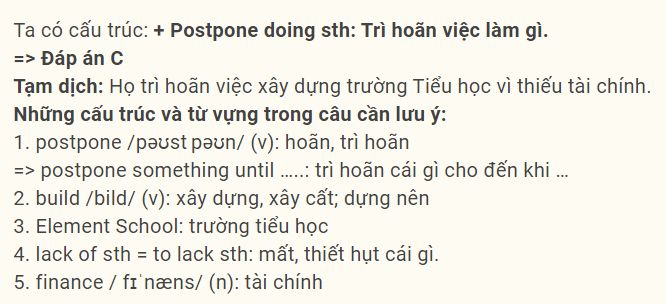 Ta có cấu trúc: + Postpone doing sth: Trì hoãn việc làm gì.
=> Đáp án C
Tạm dịch: Họ trì hoãn việc xây dựng trường Tiểu học vì thiếu tài chính.
Những cấu trúc và từ vựng trong câu cần lưu ý:
1. postpone /pəʊst pəʊn/ (v): hoãn, trì hoãn
=> postpone something until …..: trì hoãn cái gì cho đến khi …
2. build /bild/ (v): xây dựng, xây cất; dựng nên
3. Element School: trường tiểu học
4. lack of sth = to lack sth: mất, thiết hụt cái gì.
5. finance / fɪˈnæns/ (n): tài chính